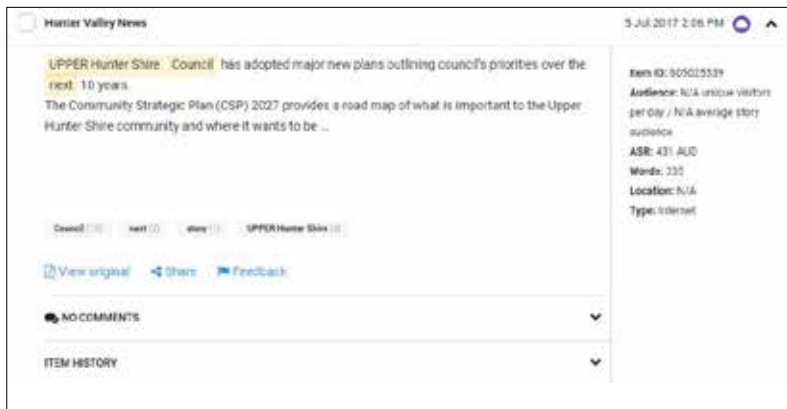 Hunter Valley News
5 Jul 2017 2:06 PM
UPPER Hunter Shire Council has adopted major new plans outlining council's priorities over the
next 10 years.
The Community Strategic Plan (CSP) 2027 provides a road map of what is important to the Upper
Hunter Shire community and where it wants to be ...
Council next story UPPER Hunter Shire
View original Share Feedback
NO COMMENTS
ITEM HISTORY
Item ID:
Audience: N/A unique visitors
per day / N/A average story
audience
ASR: 431 AUD
Words: 335
Location: N/A
Type: Internet